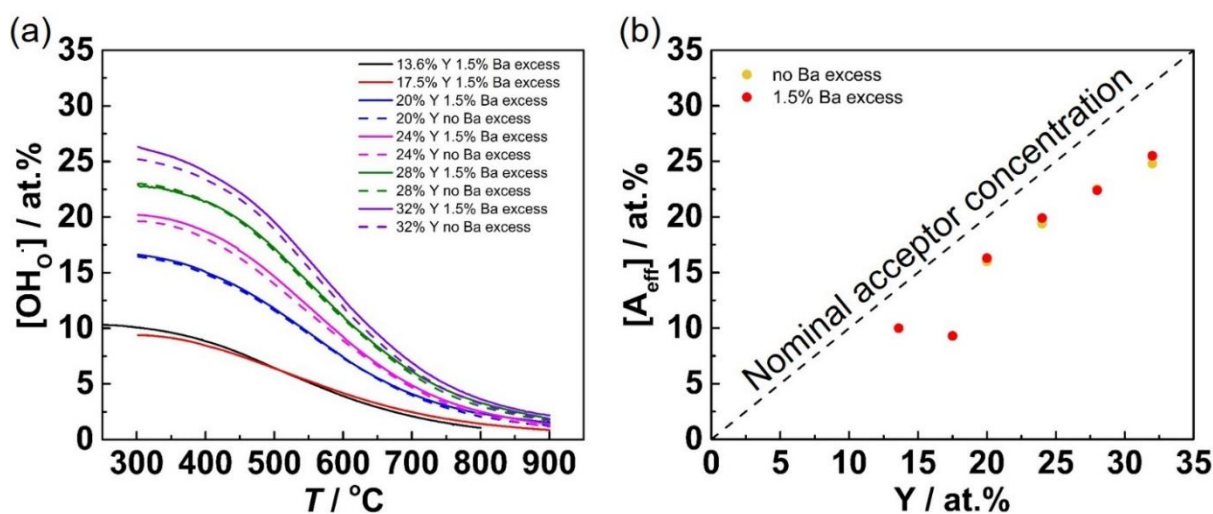 (a)
35
30
25
20
15
10
5
0
[OH_O^·] / at.%
13.6% Y 1.5% Ba excess
17.5% Y 1.5% Ba excess
20% Y 1.5% Ba excess
20% Y no Ba excess
24% Y 1.5% Ba excess
24% Y no Ba excess
28% Y 1.5% Ba excess
28% Y no Ba excess
32% Y 1.5% Ba excess
32% Y no Ba excess
300 400 500 600 700 800 900
T / °C
(b)
35
30
25
20
15
10
5
0
[A_eff] / at.%
no Ba excess
1.5% Ba excess
Nominal acceptor concentration
0 5 10 15 20 25 30 35
Y / at.%